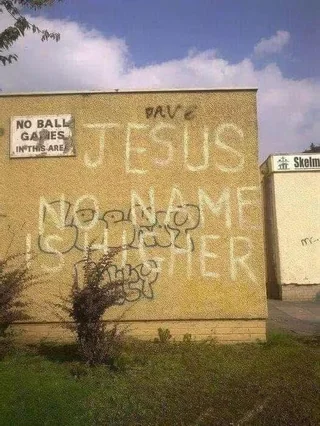 DAVE
NO BALL
GAMES
IN THIS AREA
JESUS
NO NAME
IS HIGHER
Skelm